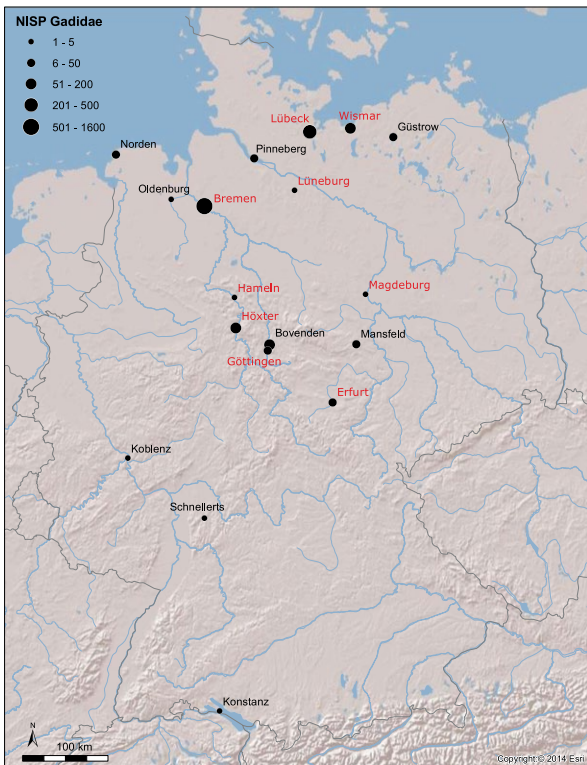 NISP Gadidae
1 - 5
6 - 50
51 - 200
201 - 500
501 - 1600
Lübeck
Wismar
Güstrow
Norden
Pinneberg
Oldenburg
Lüneburg
Bremen
Hameln
Magdeburg
Höxter
Bovenden
Mansfeld
Göttingen
Erfurt
Koblenz
Schnellerts
Konstanz
N
100 km
Copyright:© 2014 Esri